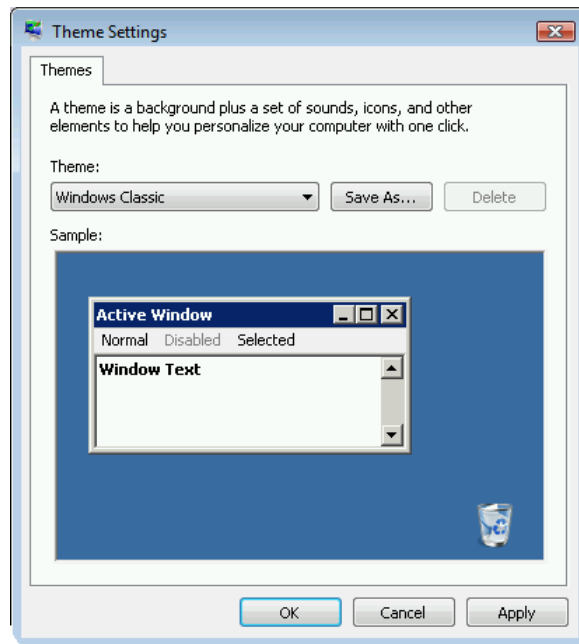 Theme Settings
Themes
A theme is a background plus a set of sounds, icons, and other
elements to help you personalize your computer with one click.
Theme:
Windows Classic Save As... Delete
Sample:
Active Window
Normal Disabled Selected
Window Text
OK Cancel Apply